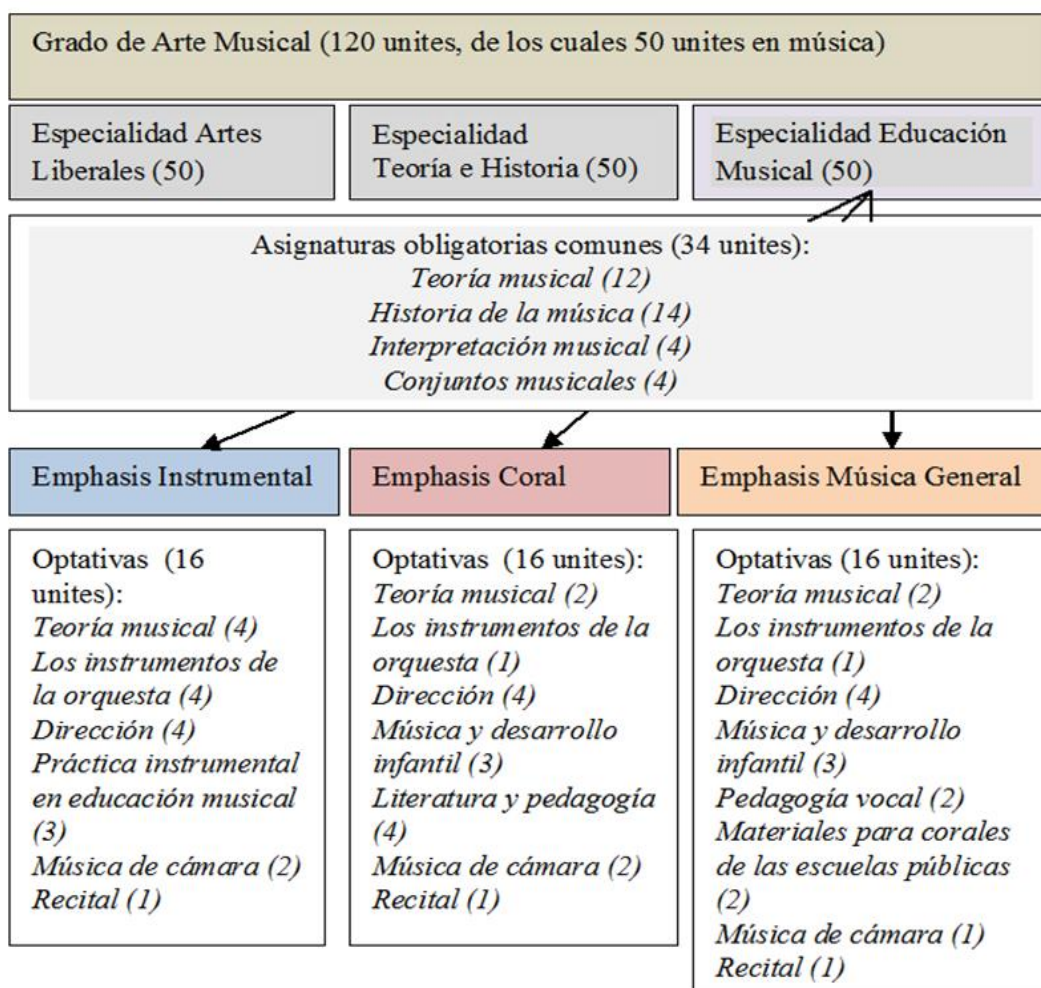 Grado de Arte Musical (120 unites, de los cuales 50 unites en música)
Especialidad Artes
Liberales (50)
Especialidad
Teoría e Historia (50)
Especialidad Educación
Musical (50)
Asignaturas obligatorias comunes (34 unites):
Teoría musical (12)
Historia de la música (14)
Interpretación musical (4)
Conjuntos musicales (4)
Emphasis Instrumental
Emphasis Coral
Emphasis Música General
Optativas (16
unites):
Teoría musical (4)
Los instrumentos de
la orquesta (4)
Dirección (4)
Práctica instrumental
en educación musical
(3)
Música de cámara (2)
Recital (1)
Optativas (16 unites):
Teoría musical (2)
Los instrumentos de la
orquesta (1)
Dirección (4)
Música y desarrollo
infantil (3)
Literatura y pedagogía
(4)
Música de cámara (2)
Recital (1)
Optativas (16 unites):
Teoría musical (2)
Los instrumentos de la
orquesta (1)
Dirección (4)
Música y desarrollo
infantil (3)
Pedagogía vocal (2)
Materiales para corales
de las escuelas públicas
(2)
Música de cámara (1)
Recital (1)